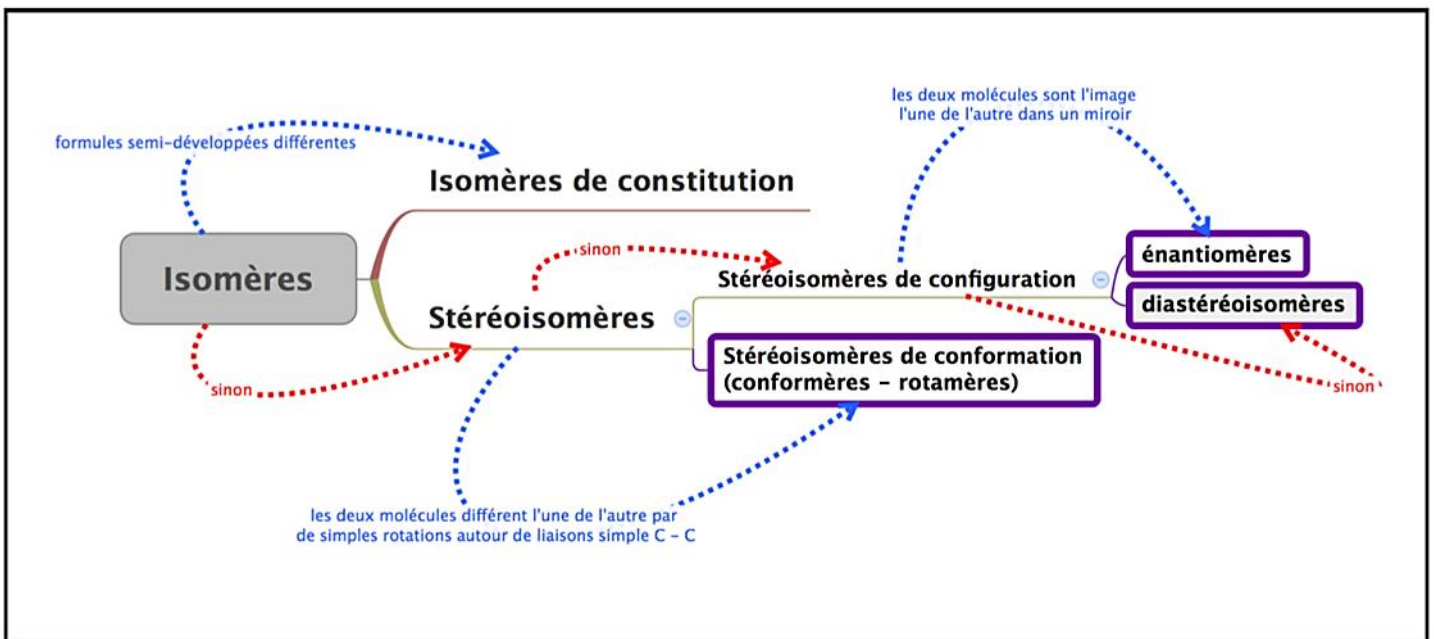 les deux molécules sont l'image
l'une de l'autre dans un miroir
formules semi-développées différentes
Isomères de constitution
sinon
énantiomères
Isomères
Stéréoisomères de configuration
diastéréoisomères
Stéréoisomères
Stéréoisomères de conformation
(conformères - rotamères)
sinon
sinon
les deux molécules différent l'une de l'autre par
de simples rotations autour de liaisons simple C - C